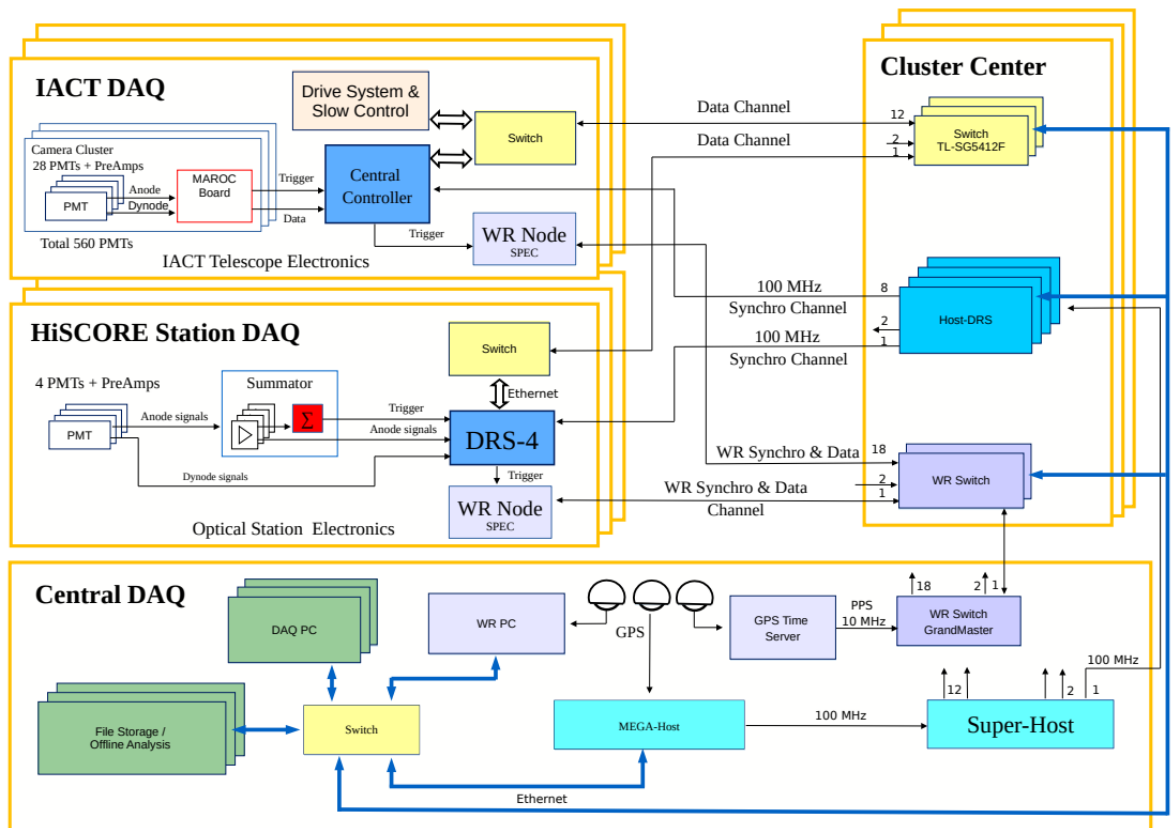 IACT DAQ
Drive System &
Slow Control
Switch
Camera Cluster
28 PMTs + PreAmps
PMT
Anode
Dynode
MAROC
Board
Trigger
Data
Central
Controller
Trigger
WR Node
SPEC
Total 560 PMTs
IACT Telescope Electronics
HiSCORE Station DAQ
Switch
Ethernet
4 PMTs + PreAmps
PMT
Anode signals
Summator
Σ
Trigger
Anode signals
DRS-4
Dynode signals
Trigger
WR Node
SPEC
Optical Station Electronics
Data Channel
Data Channel
100 MHz
Synchro Channel
100 MHz
Synchro Channel
WR Synchro & Data
WR Synchro & Data
Channel
Cluster Center
12
2
1
Switch
TL-SG5412F
8
2
1
Host-DRS
18
2
1
WR Switch
Central DAQ
DAQ PC
WR PC
GPS
GPS Time
Server
PPS
10 MHz
18
2
1
WR Switch
GrandMaster
File Storage /
Offline Analysis
Switch
MEGA-Host
100 MHz
12
2
1
100 MHz
Super-Host
Ethernet